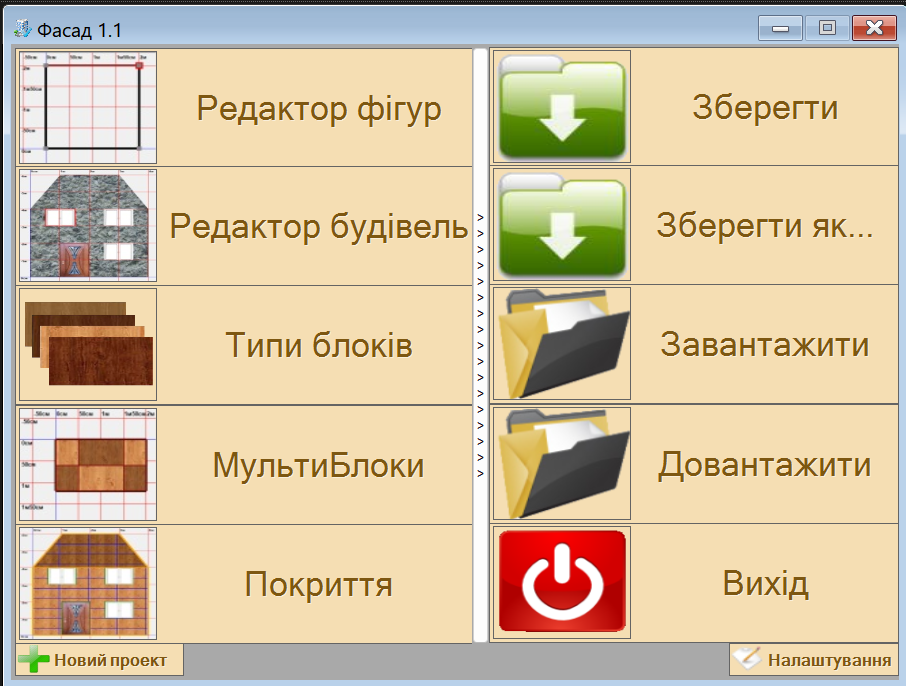 Фасад 1.1
Редактор фігур
Зберегти
Редактор будівель
Зберегти як...
Типи блоків
Завантажити
МультиБлоки
Довантажити
Покриття
Вихід
Новий проект
Налаштування